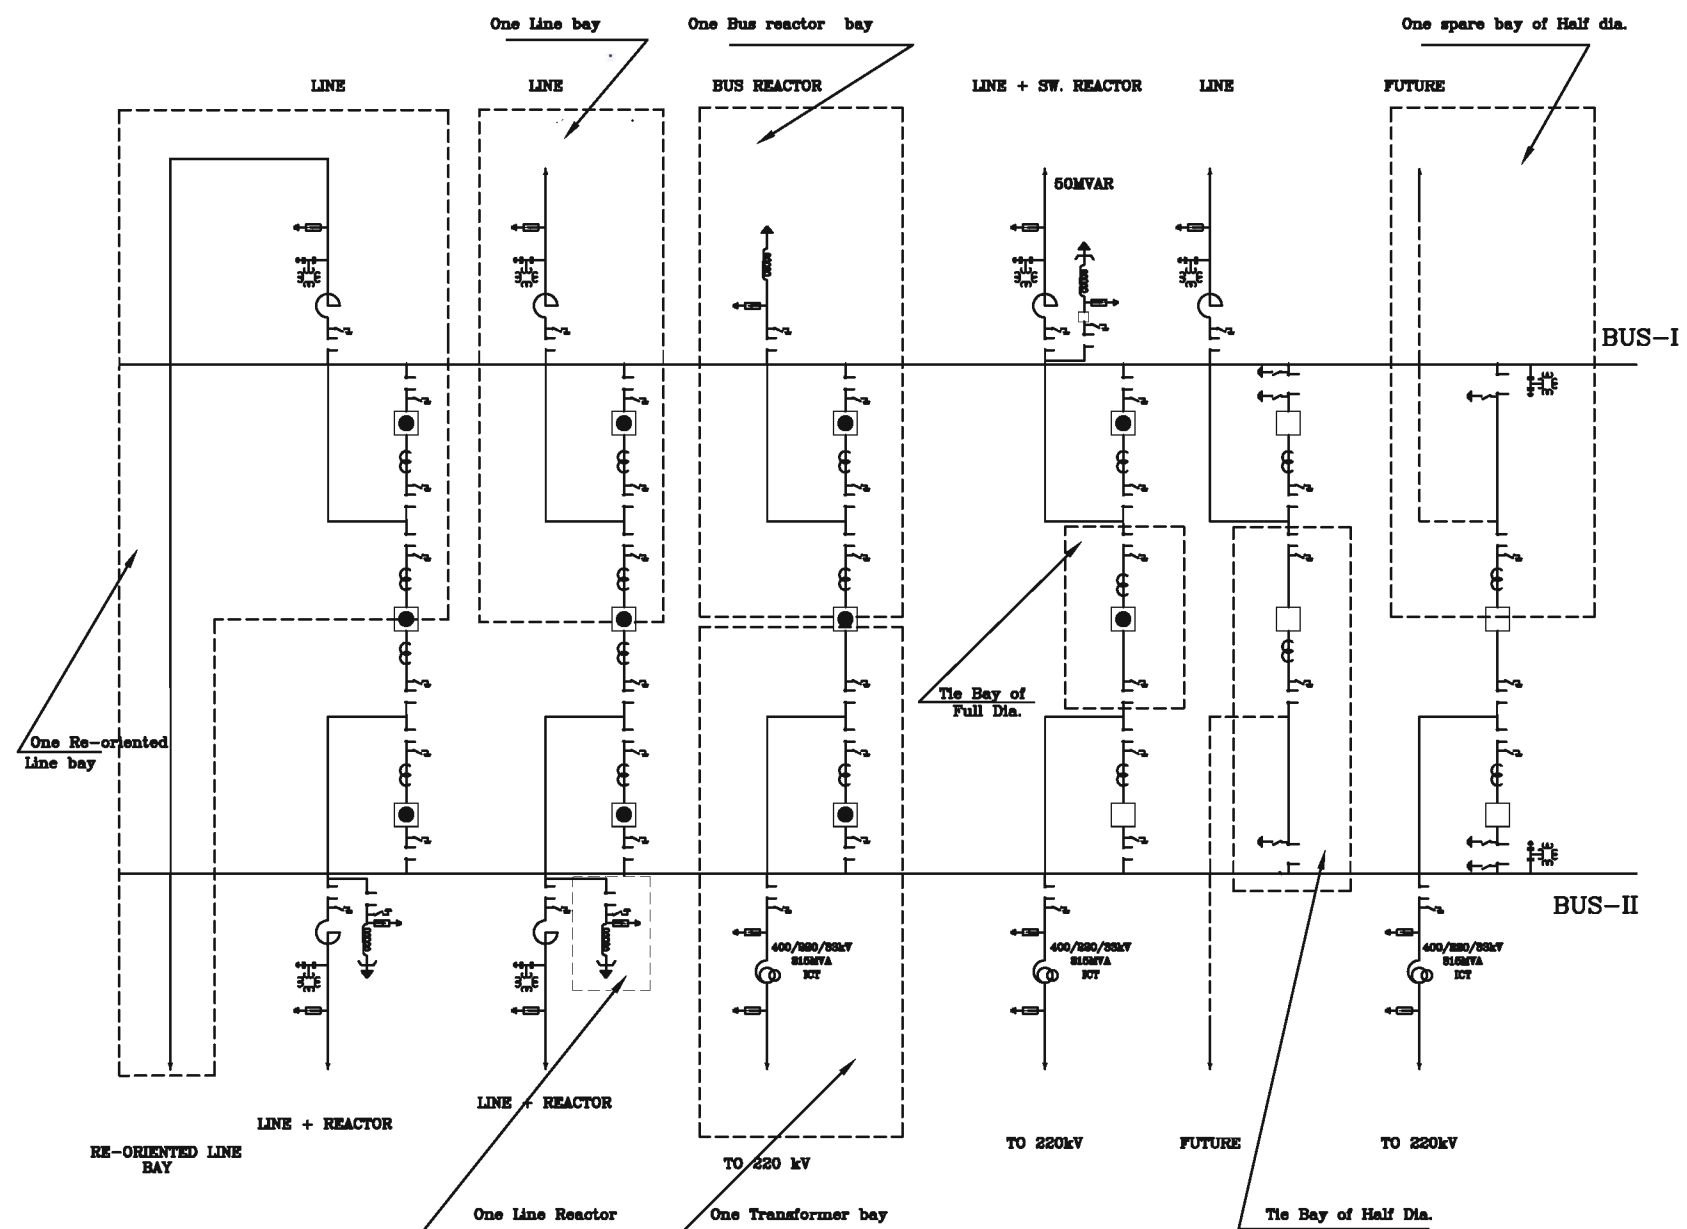 One Line bay
One Bus reactor bay
One spare bay of Half dia.
LINE
LINE
BUS REACTOR
LINE + SW. REACTOR
LINE
FUTURE
50MVAR
BUS-I
Tie Bay of
Full Dia.
One Re-oriented
Line bay
BUS-II
400/220/33kV
315MVA
ICT
400/220/33kV
315MVA
ICT
400/220/33kV
315MVA
ICT
LINE + REACTOR
LINE + REACTOR
RE-ORIENTED LINE
BAY
TO 220 kV
TO 220kV
FUTURE
TO 220kV
One Line Reactor
One Transformer bay
Tie Bay of Half Dia.